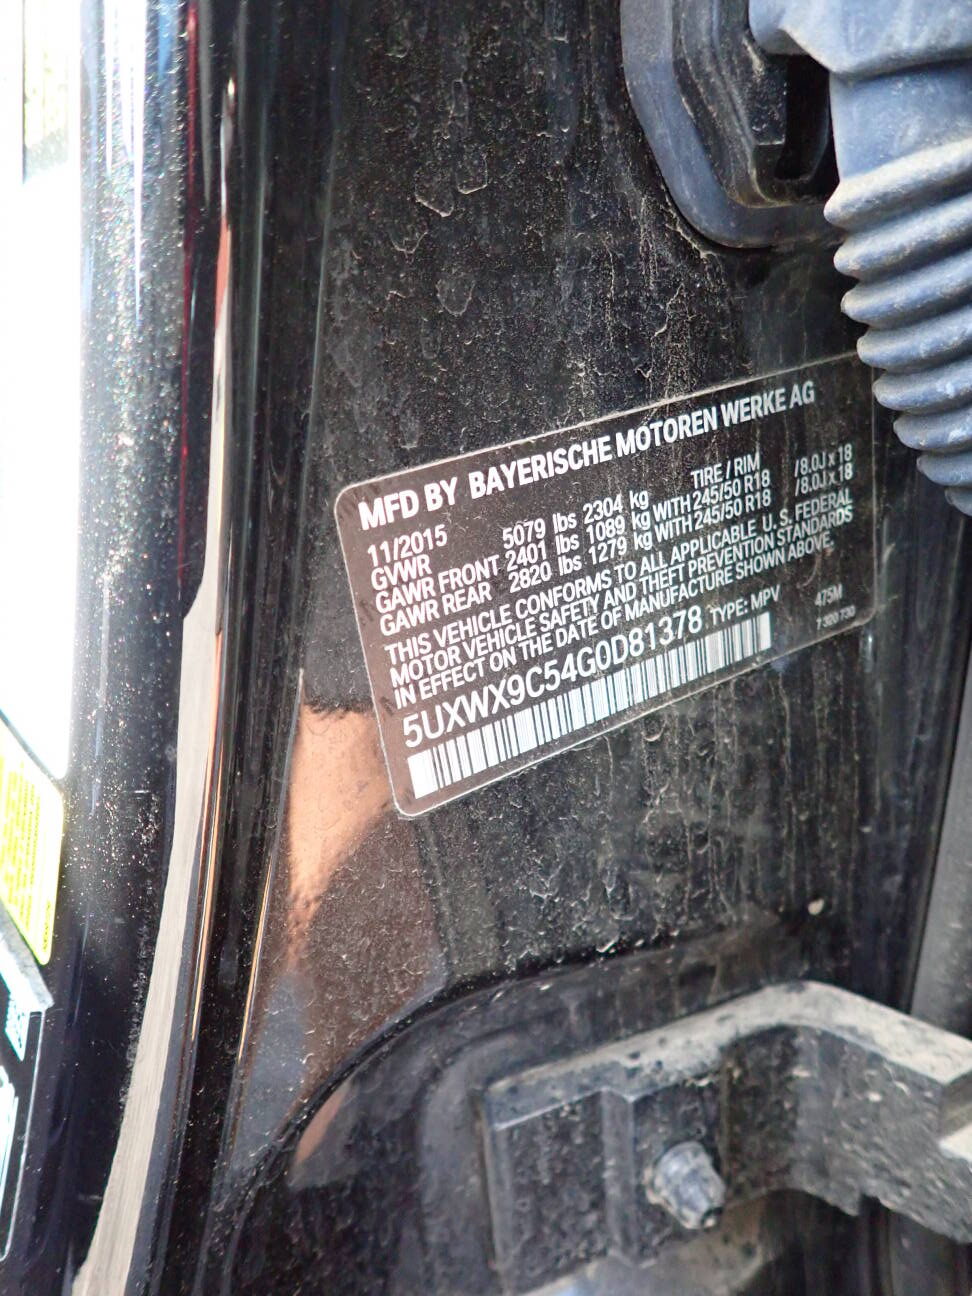 MFD BY BAYERISCHE MOTOREN WERKE AG
11/2015 TIRE / RIM
GVWR 5079 lbs 2304 kg
GAWR FRONT 2401 lbs 1089 kg WITH 245/50 R18 /8.0J x 18
GAWR REAR 2820 lbs 1279 kg WITH 245/50 R18 /8.0J x 18
THIS VEHICLE CONFORMS TO ALL APPLICABLE U. S. FEDERAL
MOTOR VEHICLE SAFETY AND THEFT PREVENTION STANDARDS
IN EFFECT ON THE DATE OF MANUFACTURE SHOWN ABOVE.
5UXWX9C54G0D81378 TYPE: MPV 475M
7 320 730